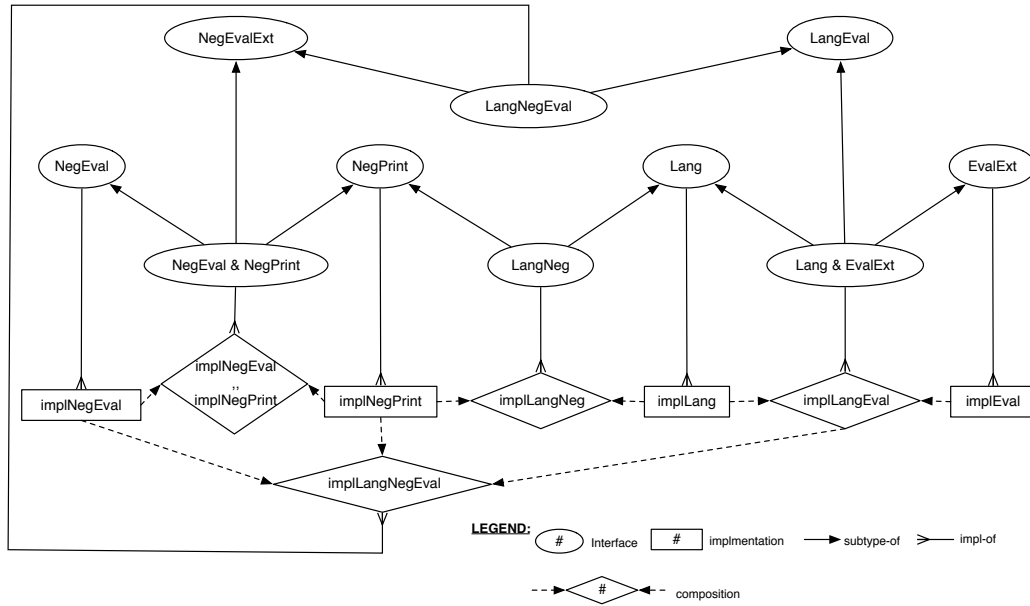 NegEvalExt
LangEval
LangNegEval
NegEval
NegPrint
Lang
EvalExt
NegEval & NegPrint
LangNeg
Lang & EvalExt
implNegEval
,,
implNegPrint
implNegEval
implNegPrint
implLangNeg
implLang
implLangEval
implEval
implLangNegEval
LEGEND:
# Interface
# implmentation
subtype-of
impl-of
# composition